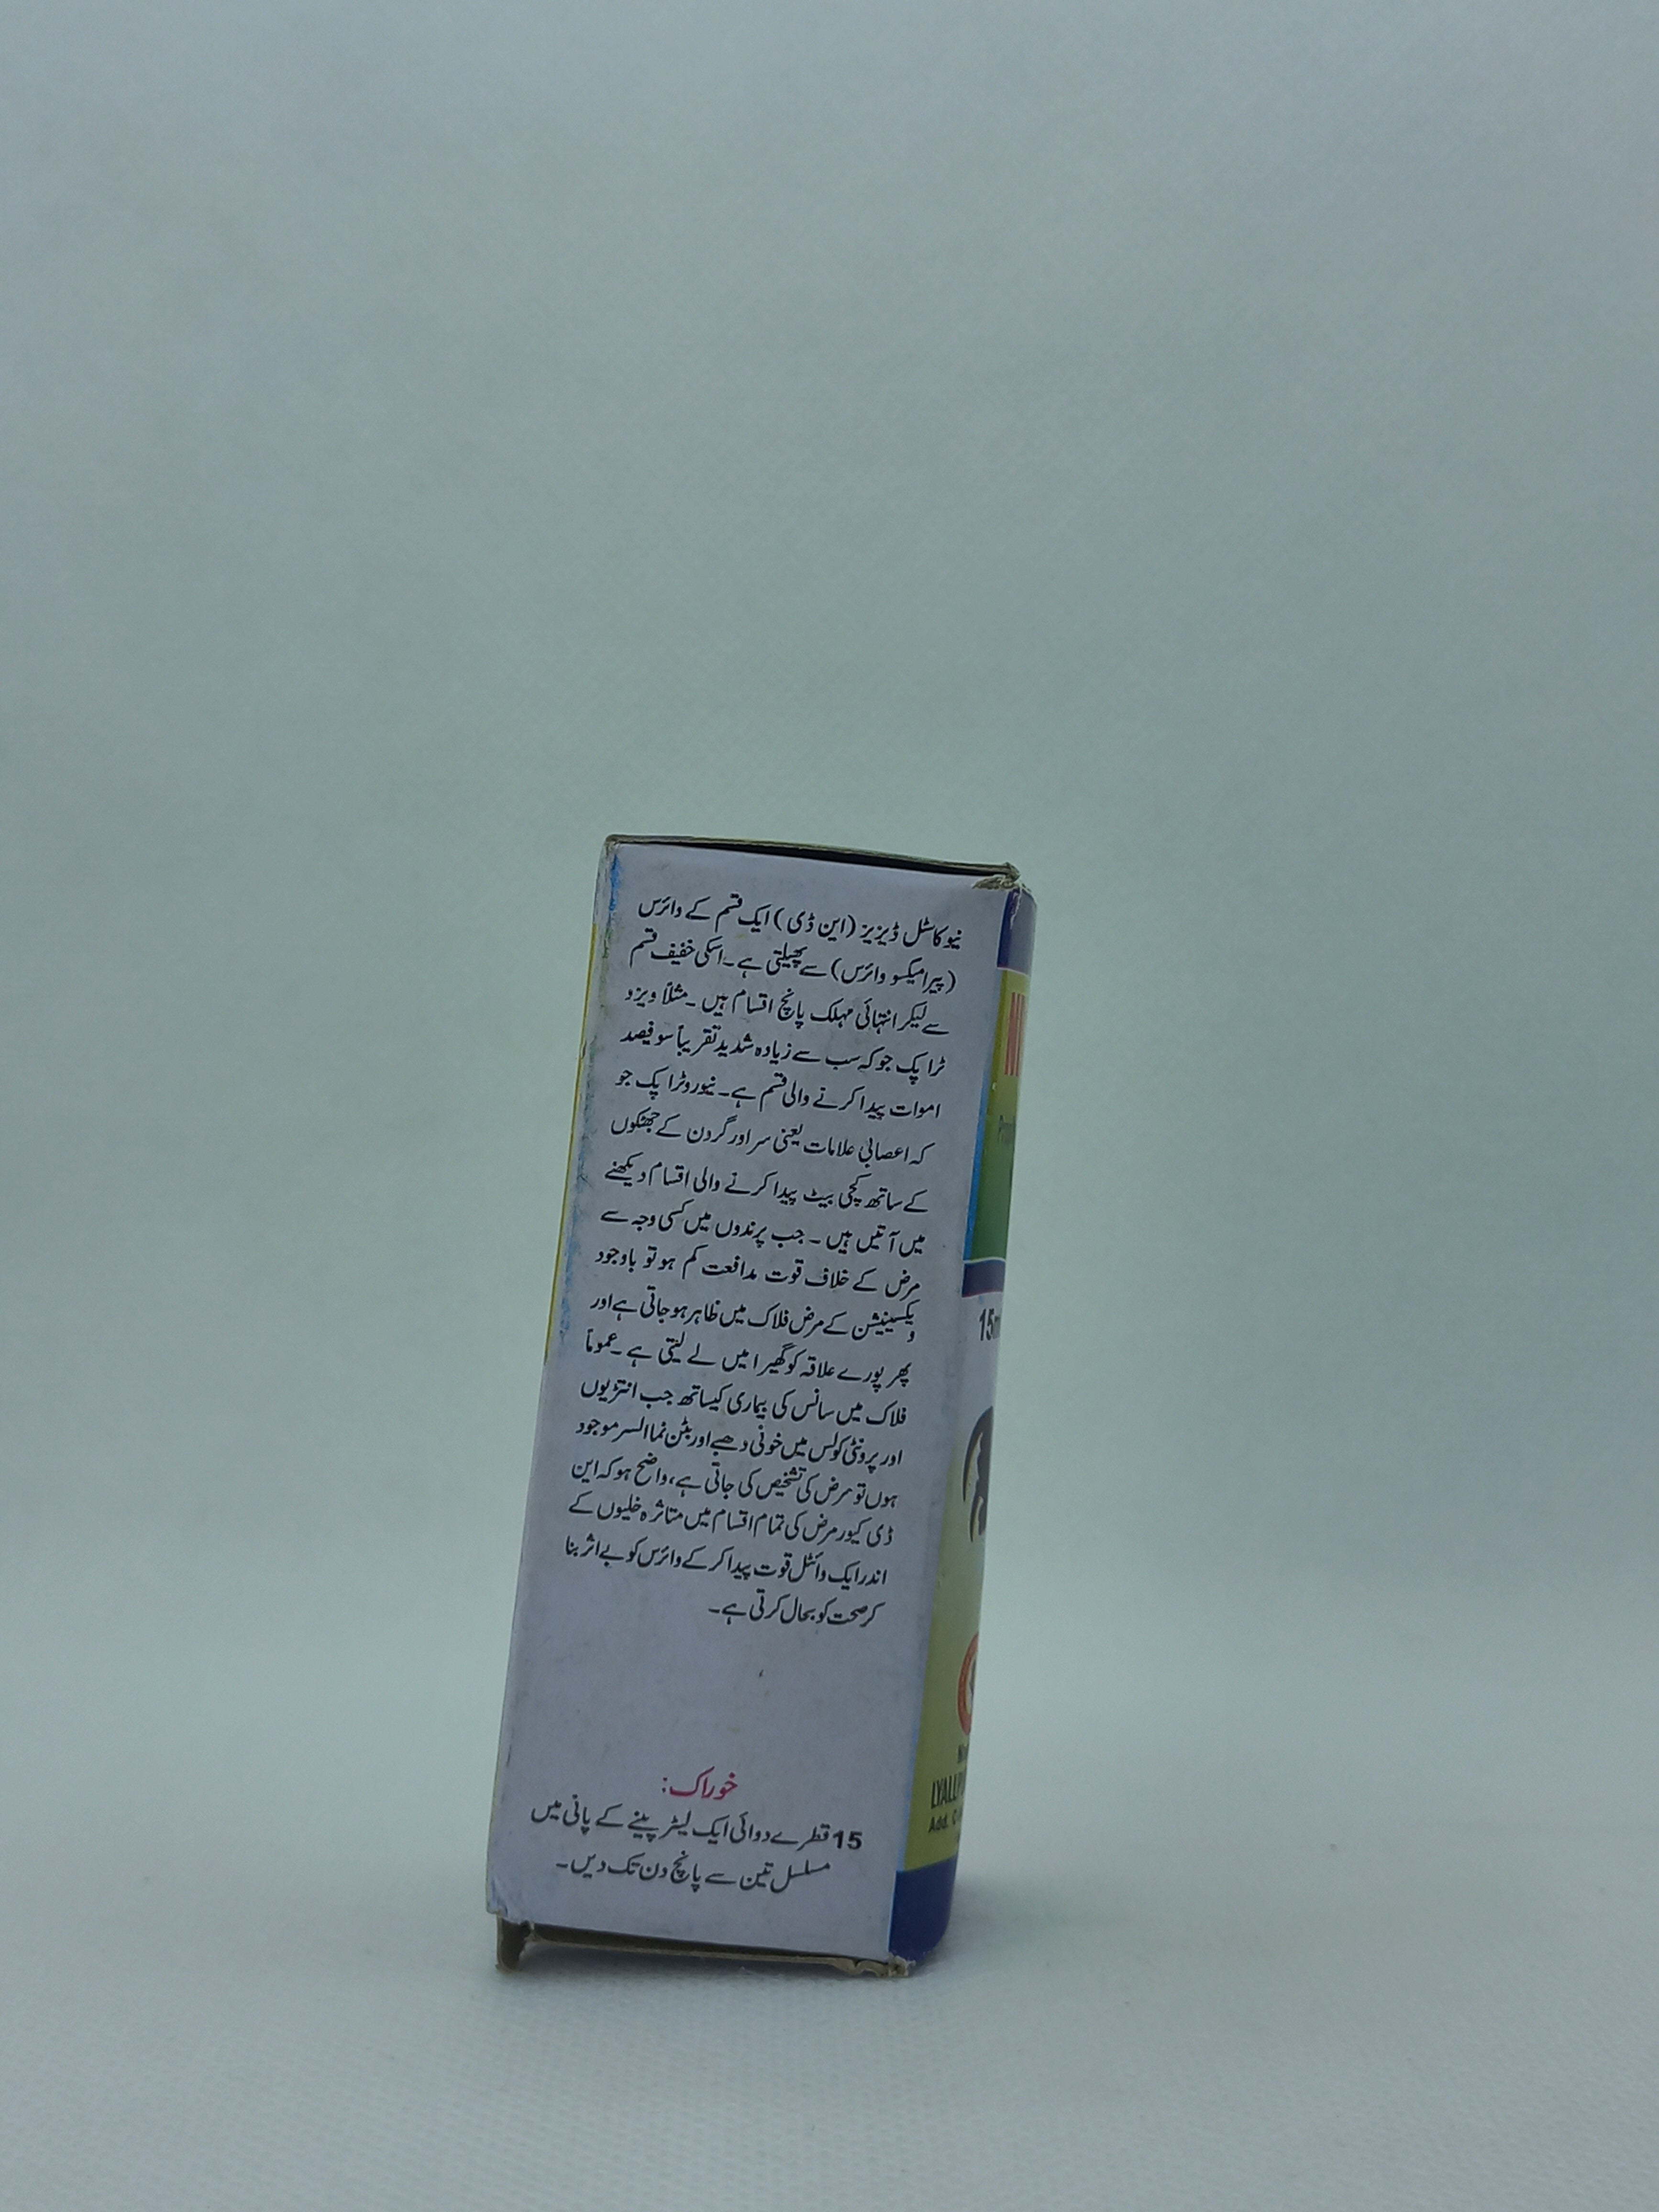 نیو کاسٹل ڈیزیز (این ڈی) ایک قسم کے وائرس
(پیرامیکسو وائرس) سے پھیلتی ہے۔ اسکی خفیف قسم
سے لیکر انتہائی مہلک پانچ اقسام ہیں۔ مثلاً ویزو
ٹراپک جو کہ سب سے زیادہ شدید تقریباً سو فیصد
اموات پیدا کرنے والی قسم ہے۔ نیوروٹراپک جو
کہ اعصابی علامات یعنی سر اور گردن کے جھٹکوں
کے ساتھ کچی بیٹ پیدا کرنے والی اقسام دیکھنے
میں آتیں ہیں۔ جب پرندوں میں کسی وجہ سے
مرض کے خلاف قوت مدافعت کم ہو تو باوجود
ویکسینیشن کے مرض فلاک میں ظاہر ہو جاتی ہے اور
پھر پورے علاقہ کو گھیرا میں لے لیتی ہے۔ عموماً
فلاک میں سانس کی بیماری کیساتھ جب انتڑیوں
اور پرونٹی کولس میں خونی دھبے اور بٹن نما السر موجود
ہوں تو مرض کی تشخیص کی جاتی ہے، واضح ہو کہ این
ڈی کیور مرض کی تمام اقسام میں متاثرہ خلیوں کے
اندر ایک وائٹل قوت پیدا کر کے وائرس کو بے اثر بنا
کر صحت کو بحال کرتی ہے۔
خوراک:
15 قطرے دوائی ایک لیٹر پینے کے پانی میں
مسلسل تین سے پانچ دن تک دیں۔
15m
LYALLP
Add.